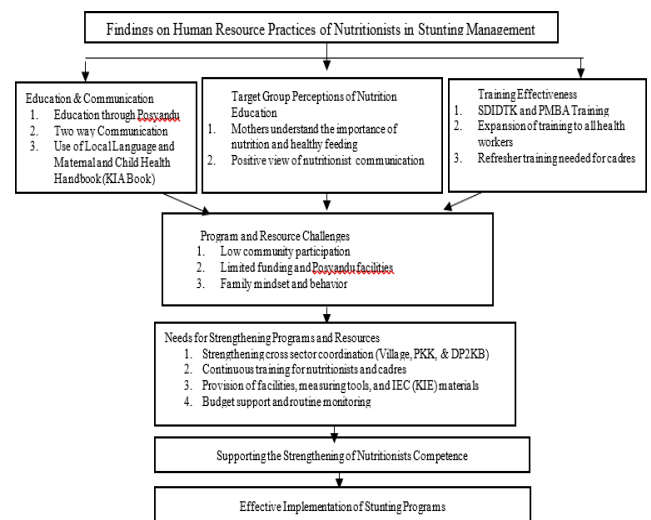 Findings on Human Resource Practices of Nutritionists in Stunting Management
Education & Communication
1. Education through Posyandu
2. Two way Communication
3. Use of Local Language and
Maternal and Child Health
Handbook (KIA Book)
Target Group Perceptions of Nutrition
Education
1. Mothers understand the importance of
nutrition and healthy feeding
2. Positive view of nutritionist communication
Training Effectiveness
1. SDIDTK and PMBA Training
2. Expansion of training to all health
workers
3. Refresher training needed for cadres
Program and Resource Challenges
1. Low community participation
2. Limited funding and Posyandu facilities
3. Family mindset and behavior
Needs for Strengthening Programs and Resources
1. Strengthening cross sector coordination (Village, PKK, & DP2KB)
2. Continuous training for nutritionists and cadres
3. Provision of facilities, measuring tools, and IEC (KIE) materials
4. Budget support and routine monitoring
Supporting the Strengthening of Nutritionists Competence
Effective Implementation of Stunting Programs